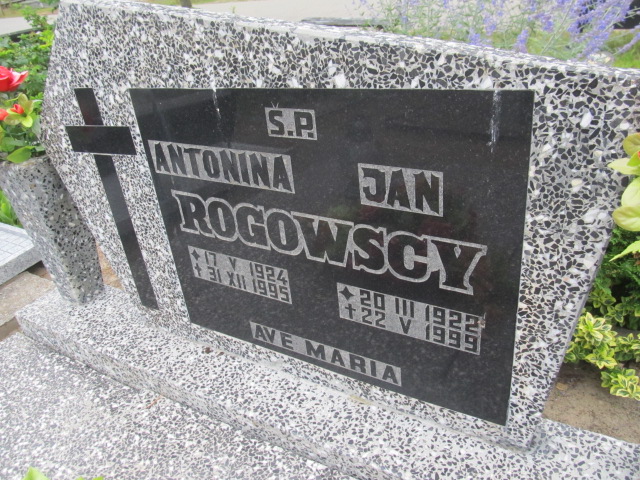 Ś.P.
ANTONINA JAN
ROGOWSCY
17 V 1924 20 III 1922
† 31 XII 1995 † 22 V 1999
AVE MARIA